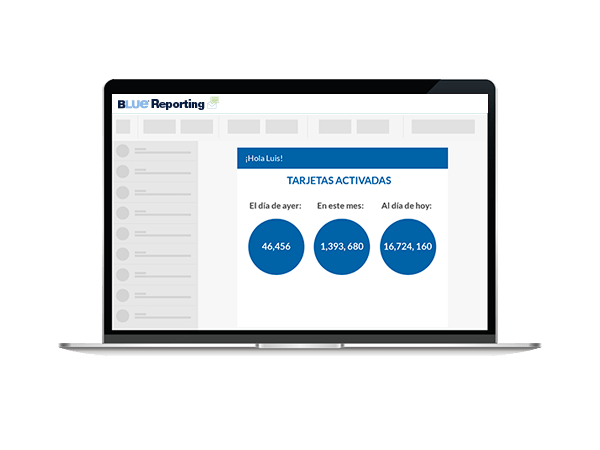 BLUE Reporting
¡Hola Luis!
TARJETAS ACTIVADAS
El día de ayer: En este mes: Al día de hoy:
46,456 1,393, 680 16,724, 160